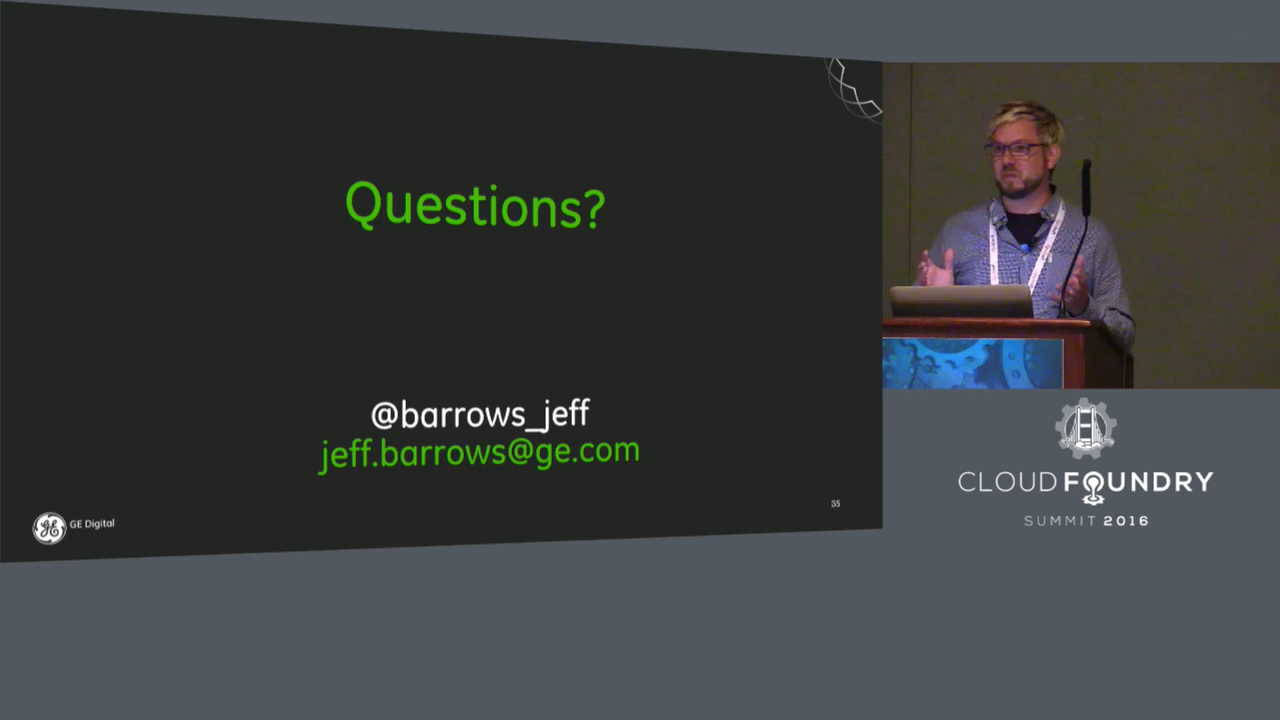 Questions?
@barrows_jeff
jeff.barrows@ge.com
35
GE Digital
CLOUD FOUNDRY
SUMMIT 2016